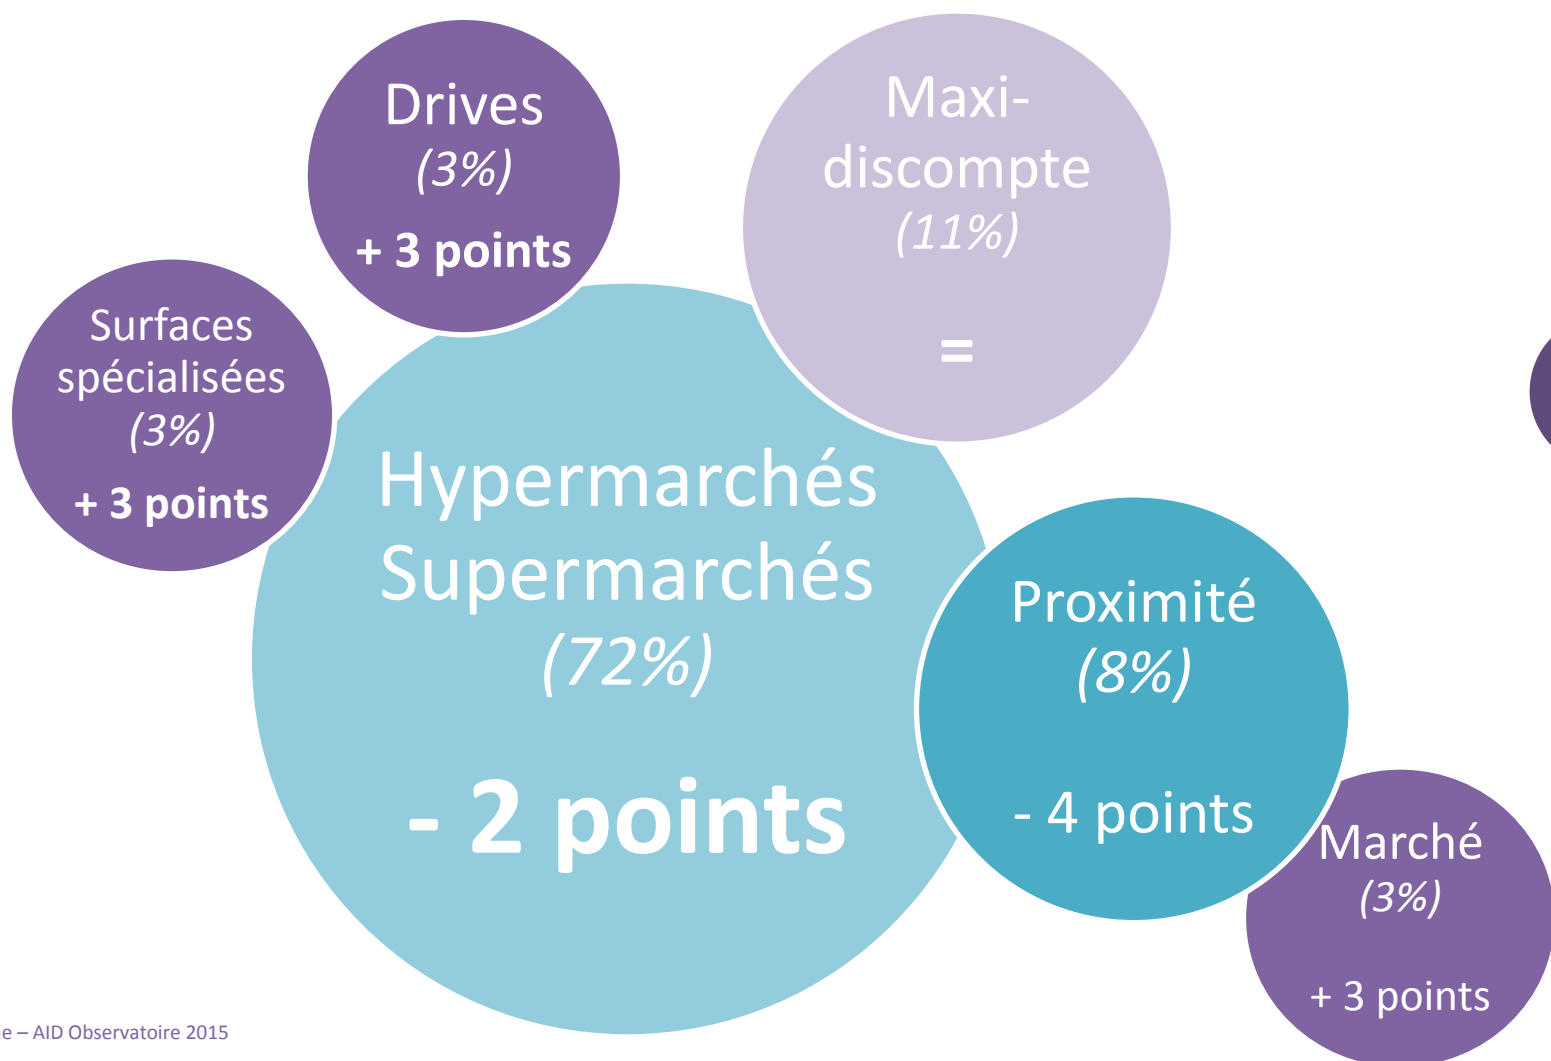 Drives
(3%)
+ 3 points
Maxi-
discompte
(11%)
=
Surfaces
spécialisées
(3%)
+ 3 points
Hypermarchés
Supermarchés
(72%)
- 2 points
Proximité
(8%)
- 4 points
Marché
(3%)
+ 3 points
– AID Observatoire 2015